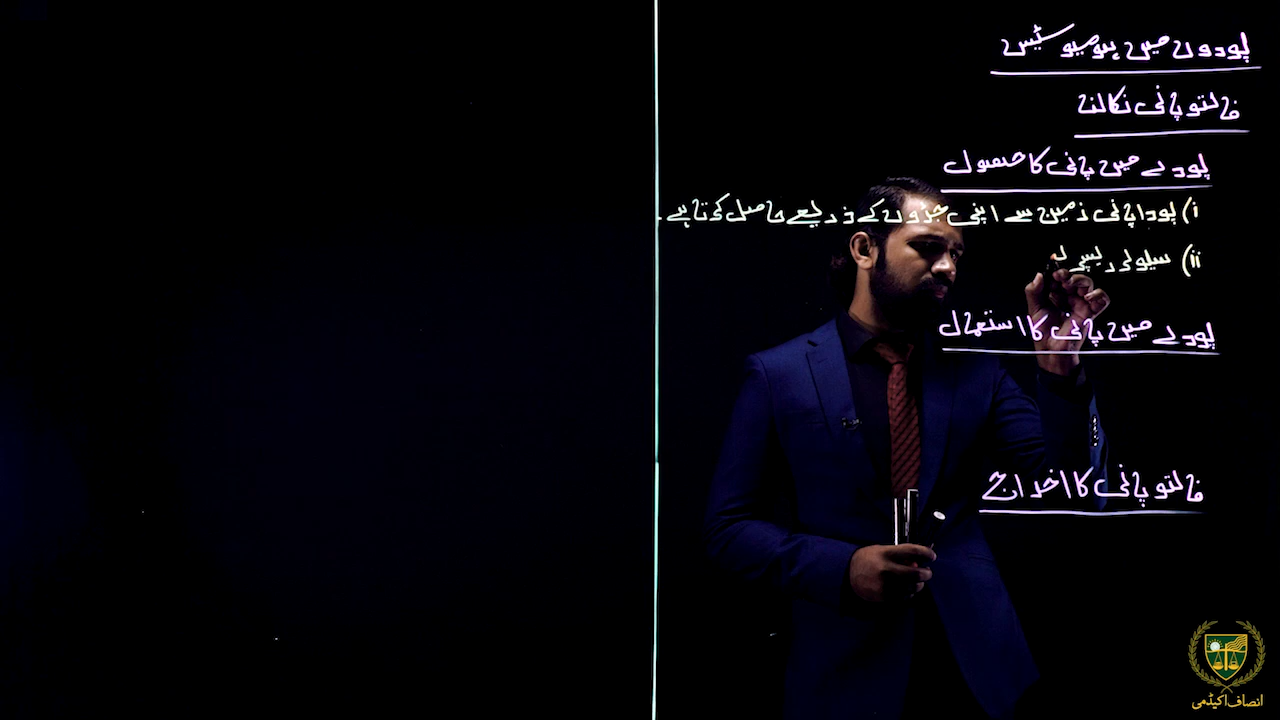 پودوں میں ہومیوسٹیسس
فالتو پانی نکالنا
پودے میں پانی کا حصول
i) پودا پانی زمین سے اپنی جڑوں کے ذریعے حاصل کرتا ہے۔
ii) سیلولر ریسپر
پودے میں پانی کا استعمال
فالتو پانی کا اخراج
انصاف اکیڈمی